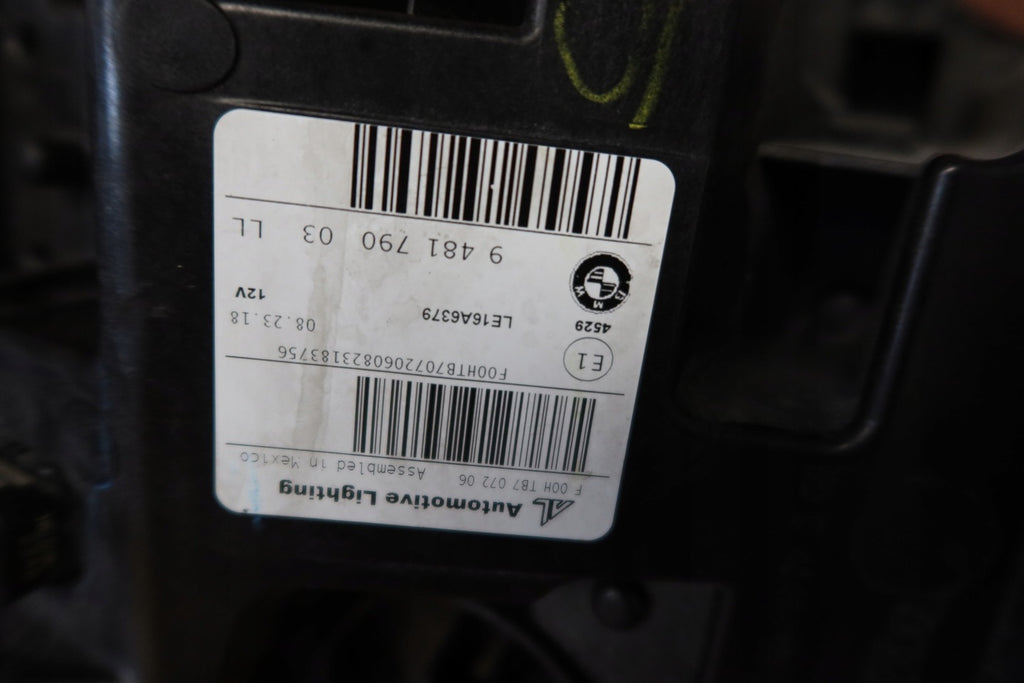 Automotive Lighting
F 00H TB7 072 06 Assembled in Mexico
F00HTB7072060823183756
E1
08.23.18
4529
LE16A6379
12V
BMW
9 481 790 03 LL